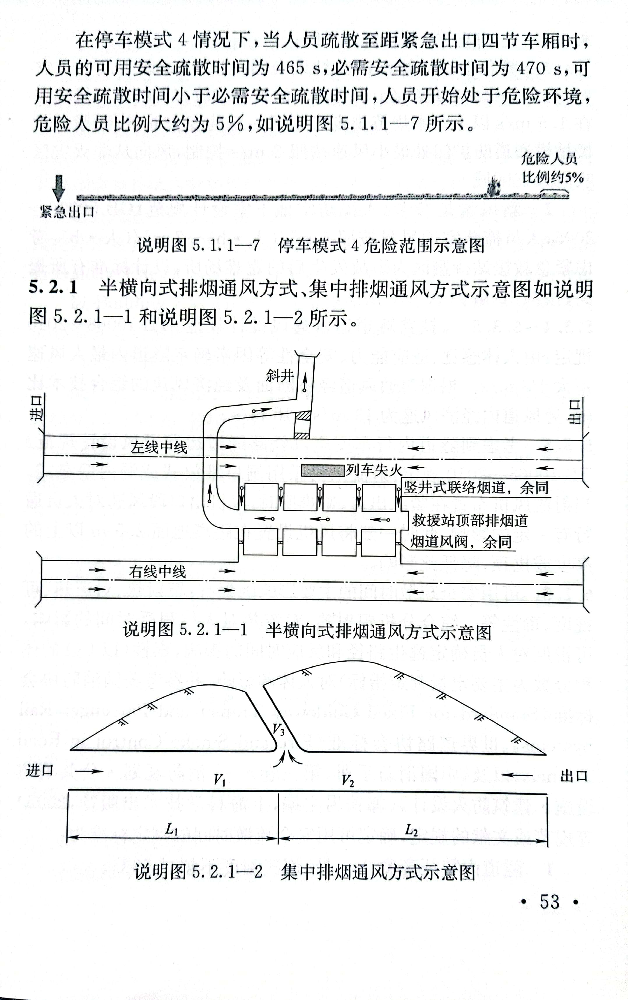 在停车模式 4 情况下,当人员疏散至距紧急出口四节车厢时,
人员的可用安全疏散时间为 465 s,必需安全疏散时间为 470 s,可
用安全疏散时间小于必需安全疏散时间,人员开始处于危险环境,
危险人员比例大约为 5%,如说明图 5.1.1—7 所示。
危险人员
比例约5%
紧急出口
说明图 5.1.1—7 停车模式 4 危险范围示意图
5.2.1 半横向式排烟通风方式、集中排烟通风方式示意图如说明
图 5.2.1—1 和说明图 5.2.1—2 所示。
斜井
进口
出口
左线中线
列车失火
竖井式联络烟道，余同
救援站顶部排烟道
烟道风阀，余同
右线中线
说明图 5.2.1—1 半横向式排烟通风方式示意图
V3
进口
出口
V1
V2
L1
L2
说明图 5.2.1—2 集中排烟通风方式示意图
· 53 ·